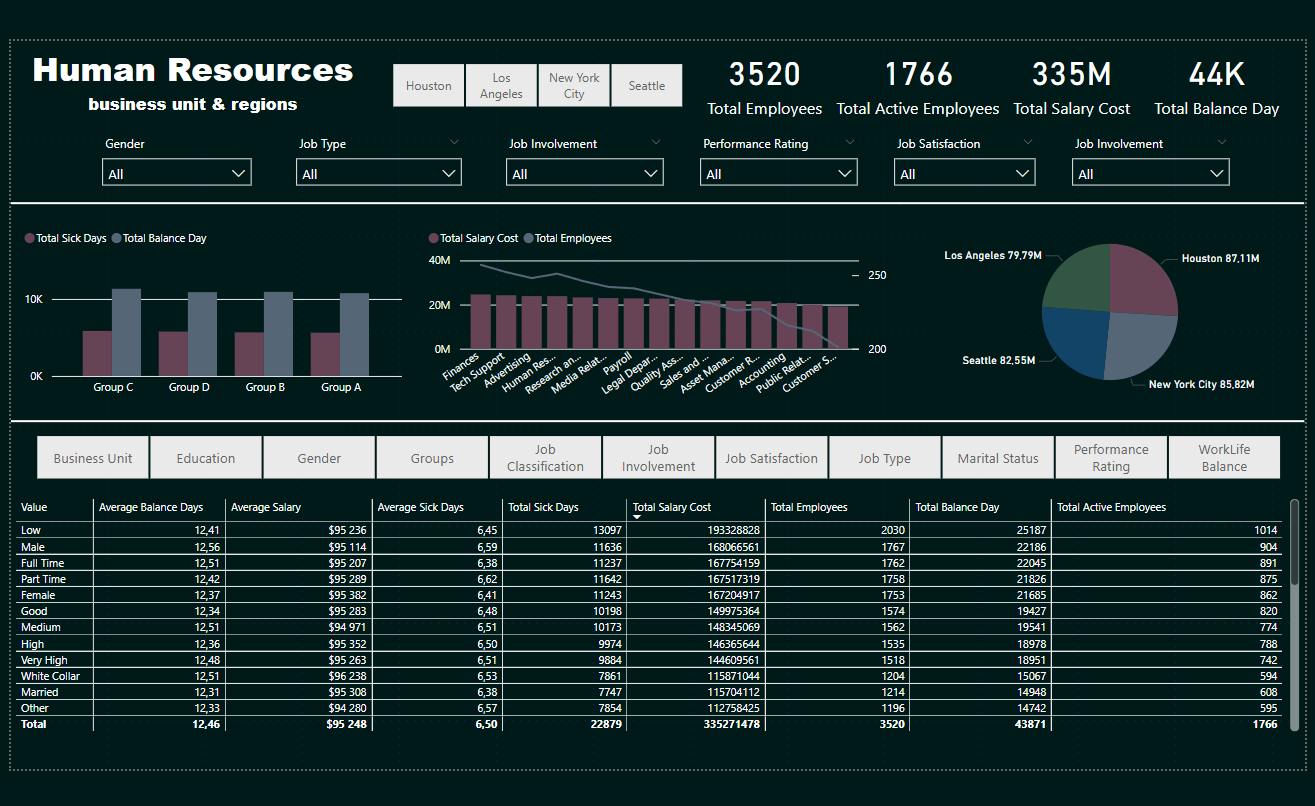 Human Resources
business unit & regions
Houston
Los
Angeles
New York
City
Seattle
3520
Total Employees
1766
Total Active Employees
335M
Total Salary Cost
44K
Total Balance Day
Gender
All
Job Type
All
Job Involvement
All
Performance Rating
All
Job Satisfaction
All
Job Involvement
All
Total Sick Days Total Balance Day
10K
0K
Group C Group D Group B Group A
Total Salary Cost Total Employees
40M
20M
0M
250
200
Finances
Tech Support
Advertising
Human Res...
Research an...
Media Relat...
Payroll
Legal Depar...
Quality Ass...
Sales and ...
Asset Mana...
Customer R...
Accounting
Public Relat...
Customer S...
Los Angeles 79,79M
Houston 87,11M
Seattle 82,55M
New York City 85,82M
Business Unit
Education
Gender
Groups
Job
Classification
Job
Involvement
Job Satisfaction
Job Type
Marital Status
Performance
Rating
WorkLife
Balance
Value Average Balance Days Average Salary Average Sick Days Total Sick Days Total Salary Cost Total Employees Total Balance Day Total Active Employees
Low 12,41 $95 236 6,45 13097 193328828 2030 25187 1014
Male 12,56 $95 114 6,59 11636 168066561 1767 22186 904
Full Time 12,51 $95 207 6,38 11237 167754159 1762 22045 891
Part Time 12,42 $95 289 6,62 11642 167517319 1758 21826 875
Female 12,37 $95 382 6,41 11243 167204917 1753 21685 862
Good 12,34 $95 283 6,48 10198 149975364 1574 19427 820
Medium 12,51 $94 971 6,51 10173 148345069 1562 19541 774
High 12,36 $95 352 6,50 9974 146365644 1535 18978 788
Very High 12,48 $95 263 6,51 9884 144609561 1518 18951 742
White Collar 12,51 $96 238 6,53 7861 115871044 1204 15067 594
Married 12,31 $95 308 6,38 7747 115704112 1214 14948 608
Other 12,33 $94 280 6,57 7854 112758425 1196 14742 595
Total 12,46 $95 248 6,50 22879 335271478 3520 43871 1766